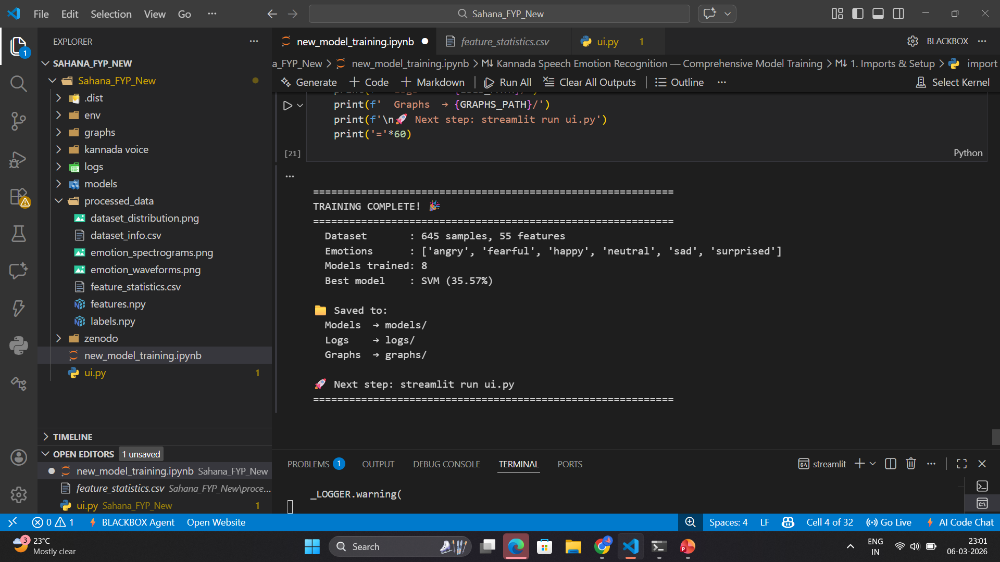 File Edit Selection View Go ···
Sahana_FYP_New
EXPLORER
SAHANA_FYP_NEW
Sahana_FYP_New
.dist
env
graphs
kannada voice
logs
models
processed_data
dataset_distribution.png
dataset_info.csv
emotion_spectrograms.png
emotion_waveforms.png
feature_statistics.csv
features.npy
labels.npy
zenodo
new_model_training.ipynb
ui.py 1
TIMELINE
OPEN EDITORS 1 unsaved
new_model_training.ipynb Sahana_FYP_New
feature_statistics.csv Sahana_FYP_New\proce...
ui.py Sahana_FYP_New 1
1
new_model_training.ipynb feature_statistics.csv ui.py 1 BLACKBOX ···
a_FYP_New > new_model_training.ipynb > M↓ Kannada Speech Emotion Recognition — Comprehensive Model Training > M↓ 1. Imports & Setup > import
Generate + Code + Markdown Run All Clear All Outputs Outline ··· Select Kernel
print(f'  Graphs  → {GRAPHS_PATH}/')
print(f'\n🚀 Next step: streamlit run ui.py')
print('='*60)
[21] Python
============================================================
TRAINING COMPLETE! 🎉
============================================================
Dataset       : 645 samples, 55 features
Emotions      : ['angry', 'fearful', 'happy', 'neutral', 'sad', 'surprised']
Models trained: 8
Best model    : SVM (35.57%)
📁 Saved to:
Models  → models/
Logs    → logs/
Graphs  → graphs/
🚀 Next step: streamlit run ui.py
============================================================
PROBLEMS 1 OUTPUT DEBUG CONSOLE TERMINAL PORTS streamlit
_LOGGER.warning(
0 1 BLACKBOX Agent Open Website Spaces: 4 LF Cell 4 of 32 Go Live AI Code Chat
3 23°C
Mostly clear
Search
ENG
IN
23:01
06-03-2026